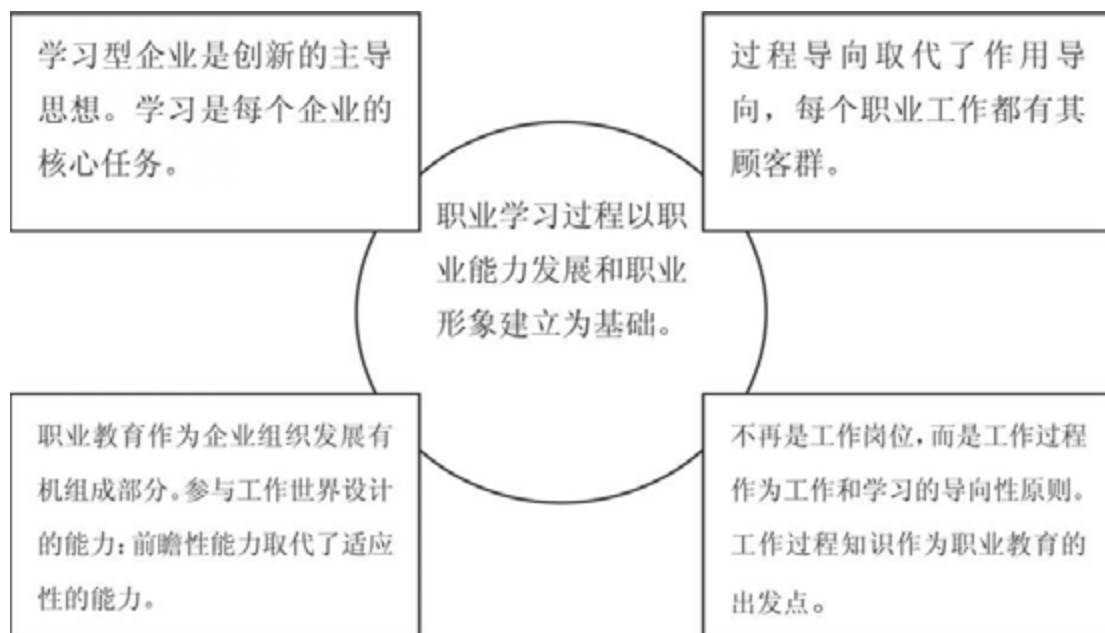 学习型企业是创新的主导
思想。学习是每个企业的
核心任务。
过程导向取代了作用导
向，每个职业工作都有其
顾客群。
职业学习过程以职
业能力发展和职业
形象建立为基础。
职业教育作为企业组织发展有
机组成部分。参与工作世界设计
的能力；前瞻性能力取代了适应
性的能力。
不再是工作岗位，而是工作过程
作为工作和学习的导向性原则。
工作过程知识作为职业教育的
出发点。